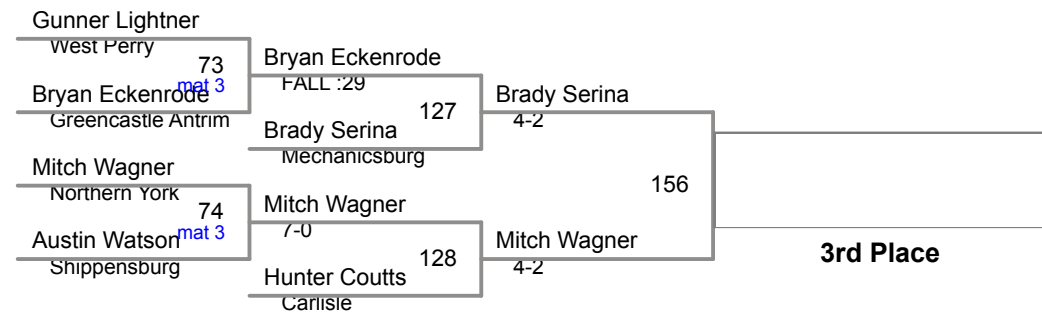 Gunner Lightner
West Perry
73
mat 3
Bryan Eckenrode
Greencastle Antrim
Mitch Wagner
Northern York
74
mat 3
Austin Watson
Shippensburg
Bryan Eckenrode
FALL :29
127
Brady Serina
Mechanicsburg
Mitch Wagner
7-0
128
Hunter Coutts
Carlisle
Brady Serina
4-2
156
Mitch Wagner
4-2
3rd Place